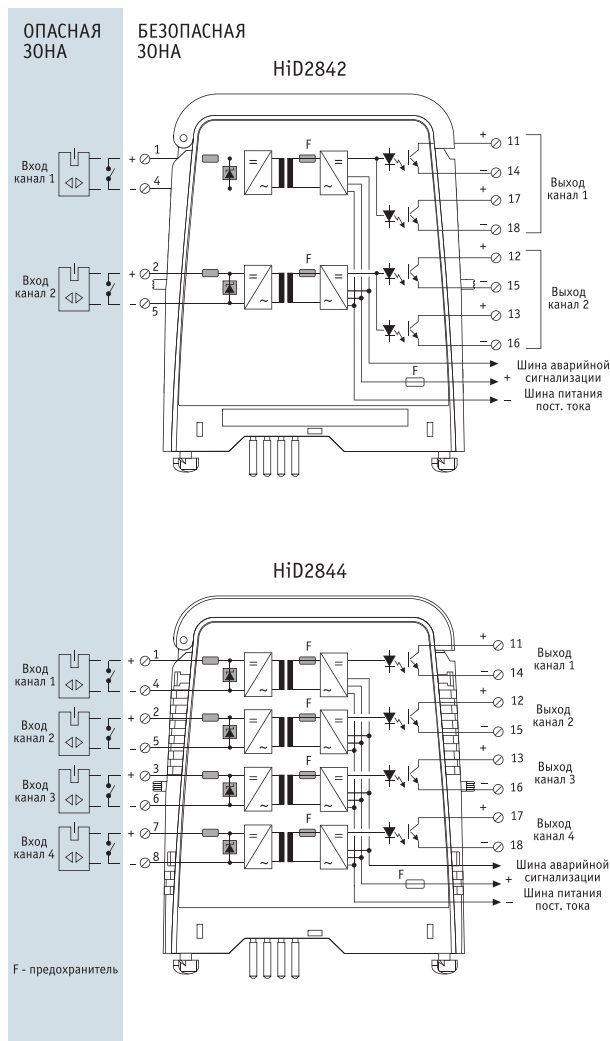 ОПАСНАЯ
ЗОНА
БЕЗОПАСНАЯ
ЗОНА
HiD2842
Вход
канал 1
+
1
-
4
F
+
11
-
14
+
17
-
18
Выход
канал 1
Вход
канал 2
+
2
-
5
F
+
12
-
15
+
13
-
16
Выход
канал 2
Шина аварийной
сигнализации
F
+
Шина питания
пост. тока
-
HiD2844
Вход
канал 1
+
1
-
4
F
+
11
-
14
Выход
канал 1
Вход
канал 2
+
2
-
5
F
12
15
Выход
канал 2
Вход
канал 3
+
3
-
6
F
+
13
-
16
Выход
канал 3
Вход
канал 4
+
7
-
8
F
+
17
-
18
Выход
канал 4
Шина аварийной
сигнализации
F
+
Шина питания
пост. тока
-
F - предохранитель